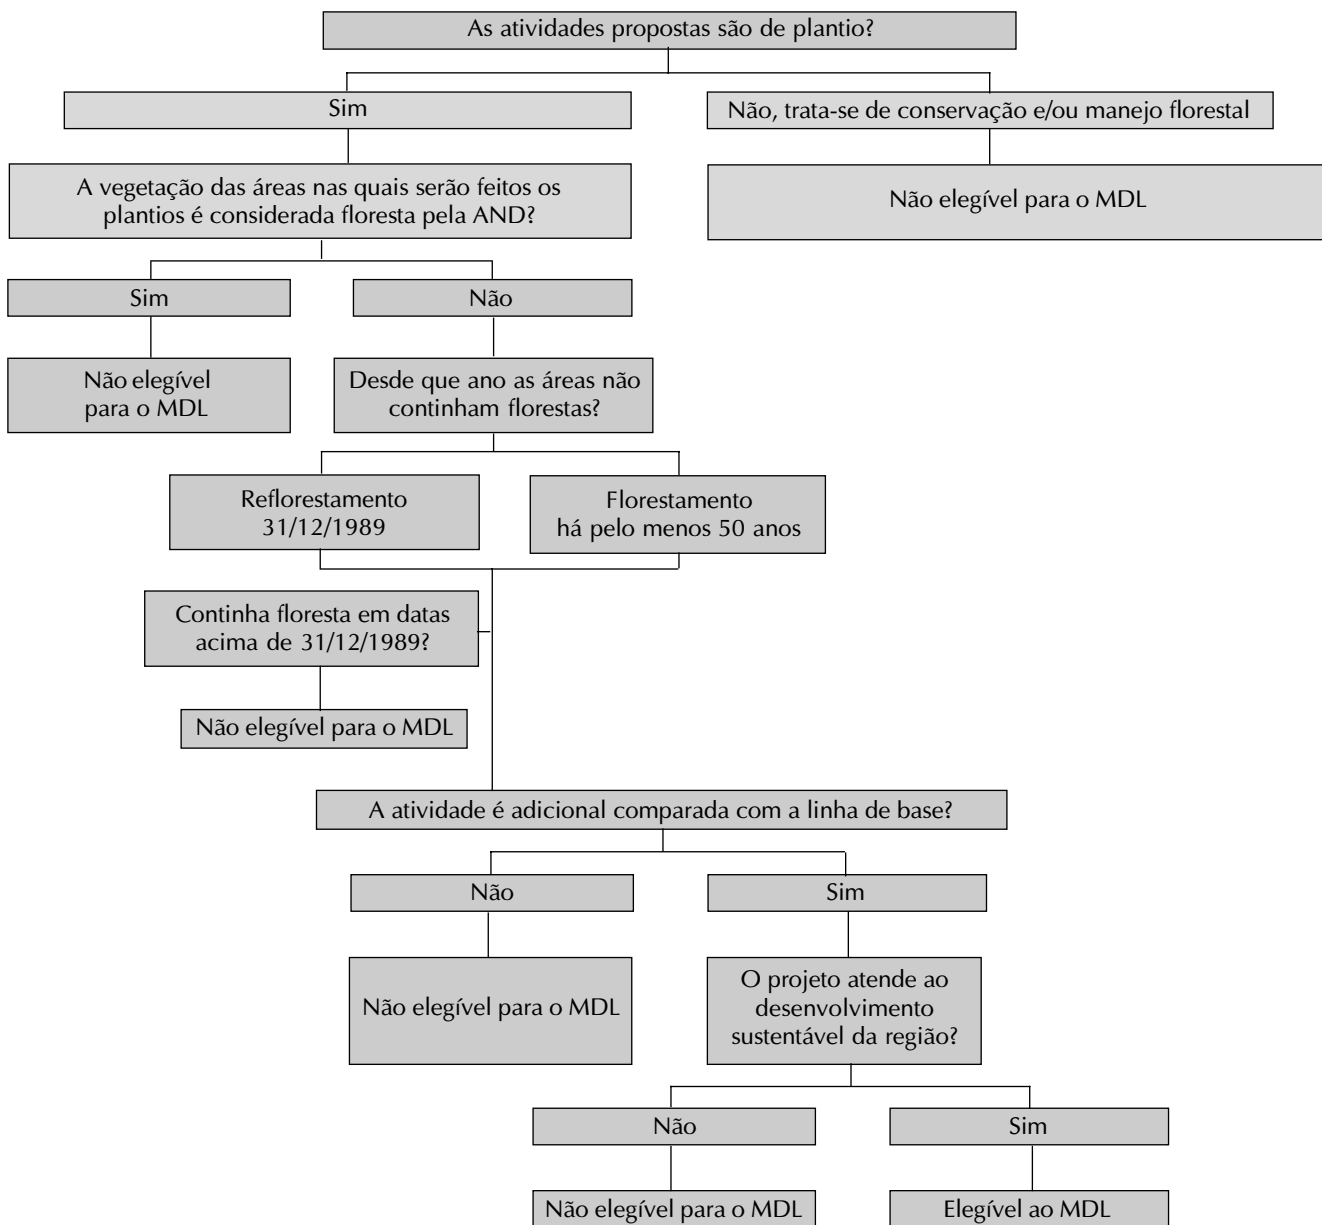 As atividades propostas são de plantio?
Sim
Não, trata-se de conservação e/ou manejo florestal
A vegetação das áreas nas quais serão feitos os
plantios é considerada floresta pela AND?
Não elegível para o MDL
Sim
Não
Não elegível
para o MDL
Desde que ano as áreas não
continham florestas?
Reflorestamento
31/12/1989
Florestamento
há pelo menos 50 anos
Continha floresta em datas
acima de 31/12/1989?
Não elegível para o MDL
A atividade é adicional comparada com a linha de base?
Não
Sim
Não elegível para o MDL
O projeto atende ao
desenvolvimento
sustentável da região?
Não
Sim
Não elegível para o MDL
Elegível ao MDL